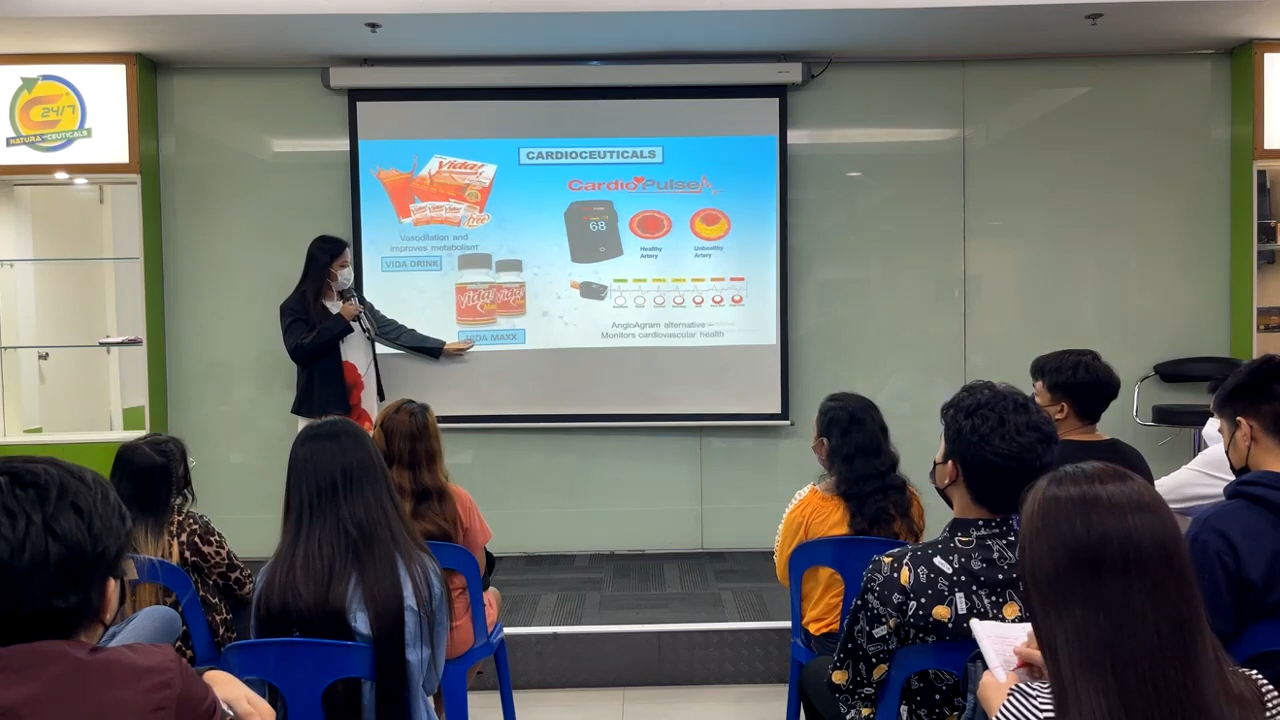 24/7
NATURA CEUTICALS
CARDIOCEUTICALS
Vida!
free
Vasodilation and
improves metabolism
VIDA DRINK
Vida!
Vida!
VIDA MAXX
CardioPulse
68
Healthy
Artery
Unhealthy
Artery
AngioAgram alternative –
Monitors cardiovascular health